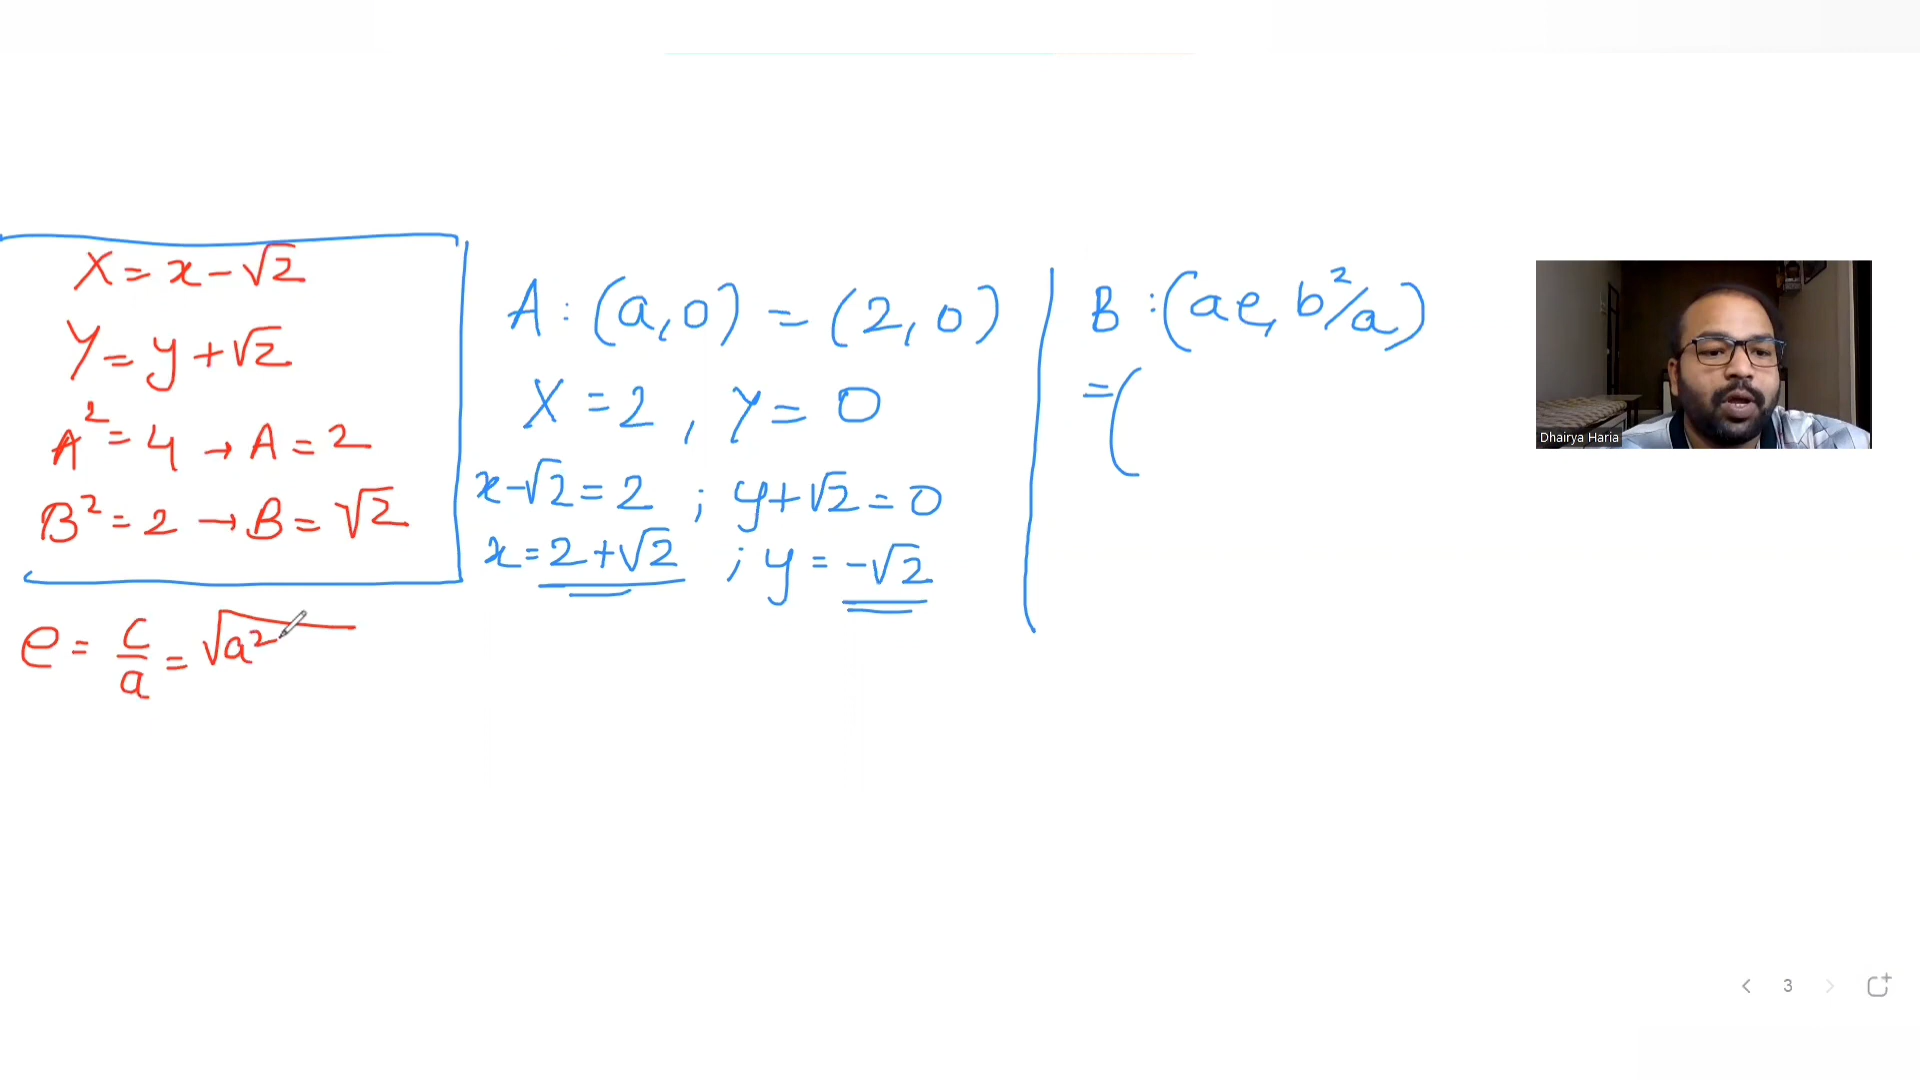 X = x - √2
Y = y + √2
A² = 4 → A = 2
B² = 2 → B = √2
e = c/a = √a²
A : (a, 0) = (2, 0)
X = 2 , Y = 0
x - √2 = 2 ; y + √2 = 0
x = 2 + √2 ; y = -√2
B : (ae, b²/a)
= (
Dhairya Haria
3